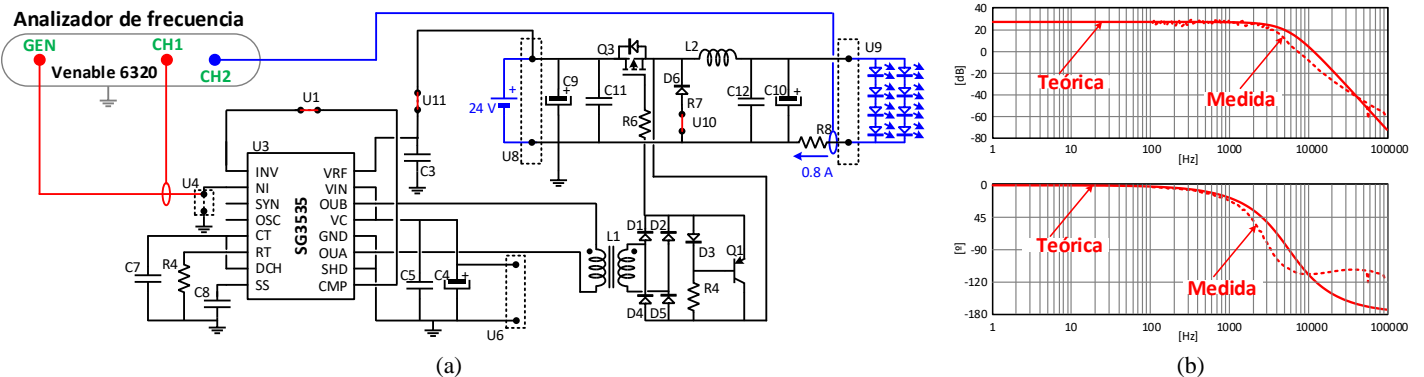 Analizador de frecuencia
GEN
CH1
CH2
Venable 6320
U1
U3
U4
INV
NI
SYN
OSC
CT
RT
DCH
SS
SG3535
VRF
VIN
OUB
VC
GND
OUA
SHD
CMP
C7
R4
C8
C5
C4
+
U6
U11
C3
24 V
+
U8
C9
+
C11
Q3
R6
D6
R7
U10
L2
C12
C10
+
R8
U9
0.8 A
L1
D1
D2
D3
D4
D5
R4
Q1
(a)
40
20
0
-20
-40
-60
-80
[dB]
Teórica
Medida
1
10
100
1000
10000
100000
[Hz]
0
45
-90
-120
-180
[º]
Teórica
Medida
1
10
100
1000
10000
100000
[Hz]
(b)